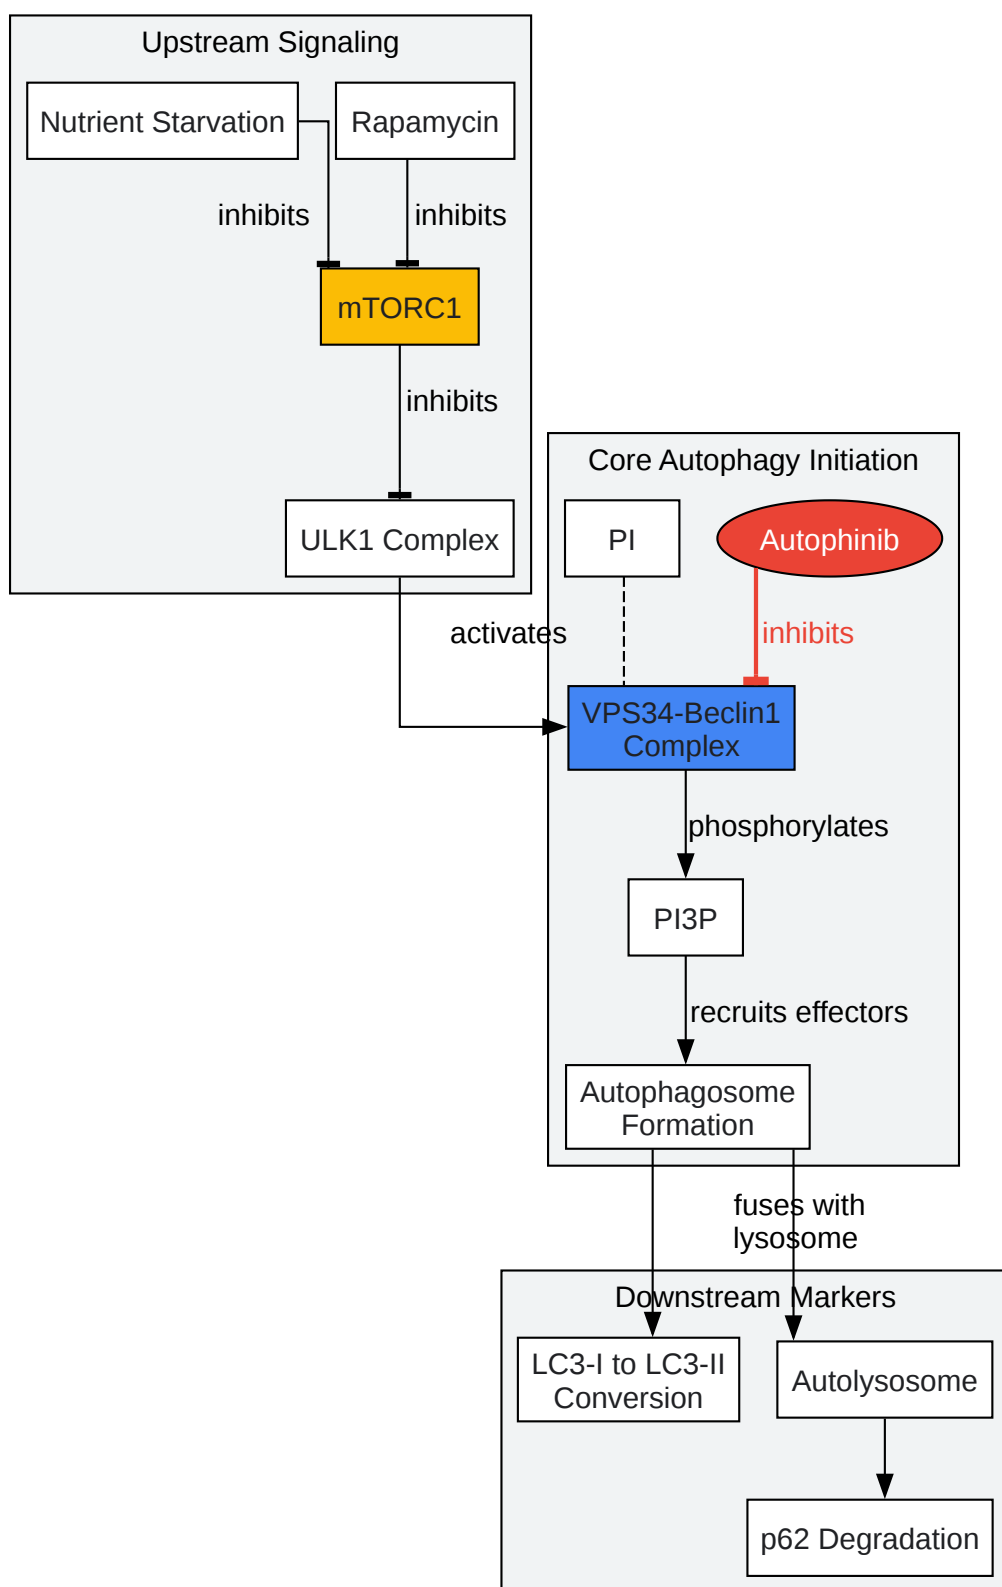 Upstream Signaling
Nutrient Starvation
Rapamycin
inhibits
inhibits
mTORC1
inhibits
ULK1 Complex
activates
Core Autophagy Initiation
PI
Autophinib
inhibits
VPS34-Beclin1
Complex
phosphorylates
PI3P
recruits effectors
Autophagosome
Formation
fuses with
lysosome
Downstream Markers
LC3-I to LC3-II
Conversion
Autolysosome
p62 Degradation